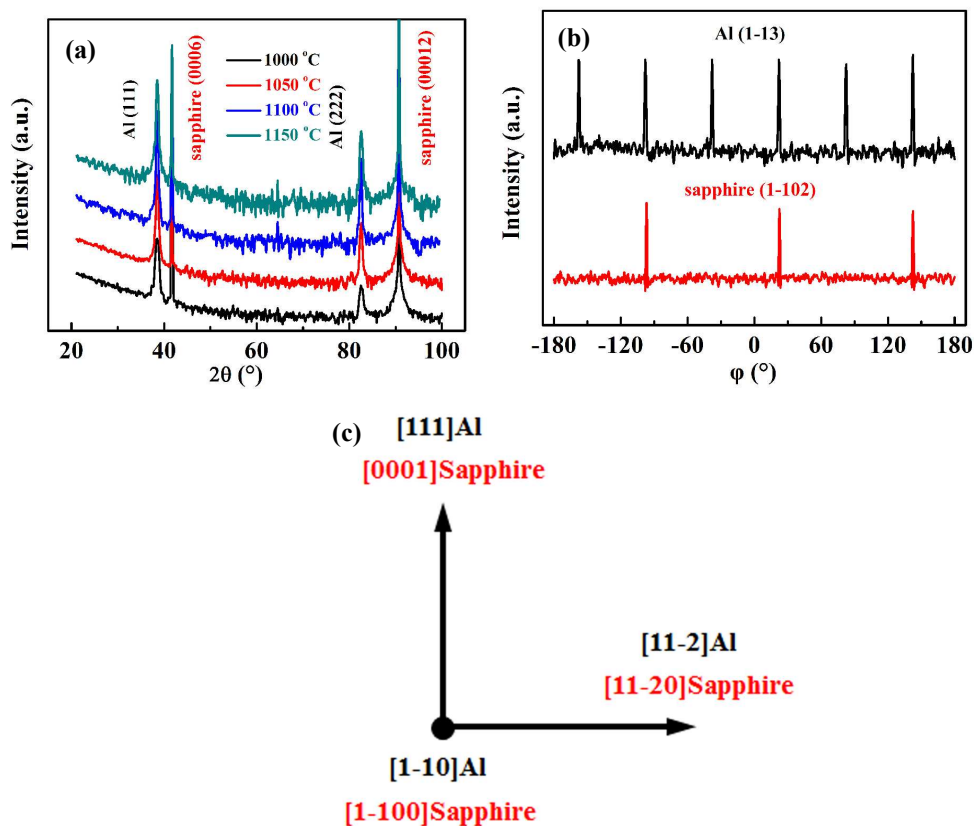 (a)
Intensity (a.u.)
Al (111)
sapphire (0006)
1000 °C
1050 °C
1100 °C
1150 °C
Al (222)
sapphire (00012)
20 40 60 80 100
2θ (°)
(b)
Intensity (a.u.)
Al (1-13)
sapphire (1-102)
-180 -120 -60 0 60 120 180
φ (°)
(c)
[111]Al
[0001]Sapphire
[11-2]Al
[11-20]Sapphire
[1-10]Al
[1-100]Sapphire